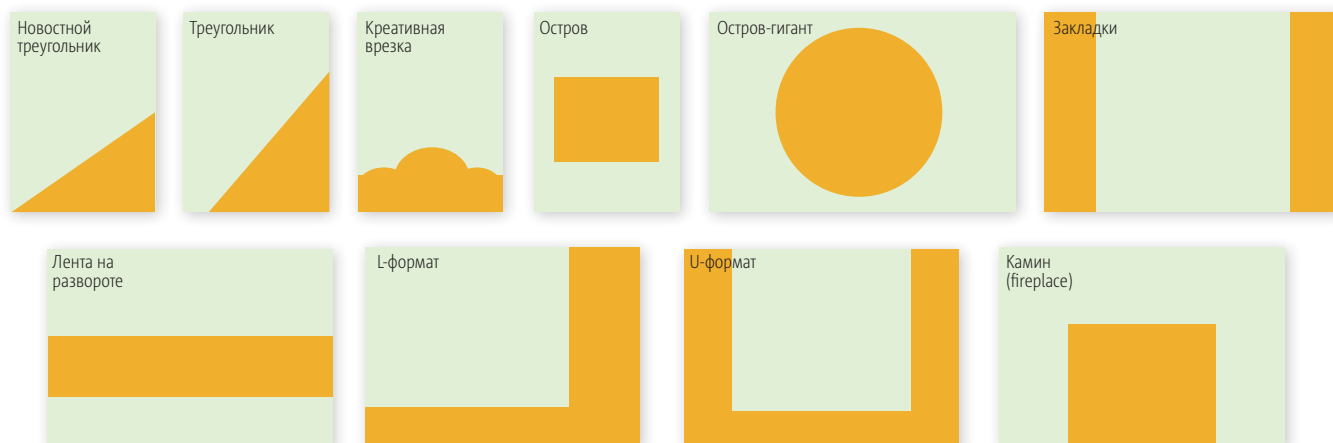 Новостной
треугольник
Треугольник
Креативная
врезка
Остров
Остров-гигант
Закладки
Лента на
развороте
L-формат
U-формат
Камин
(fireplace)